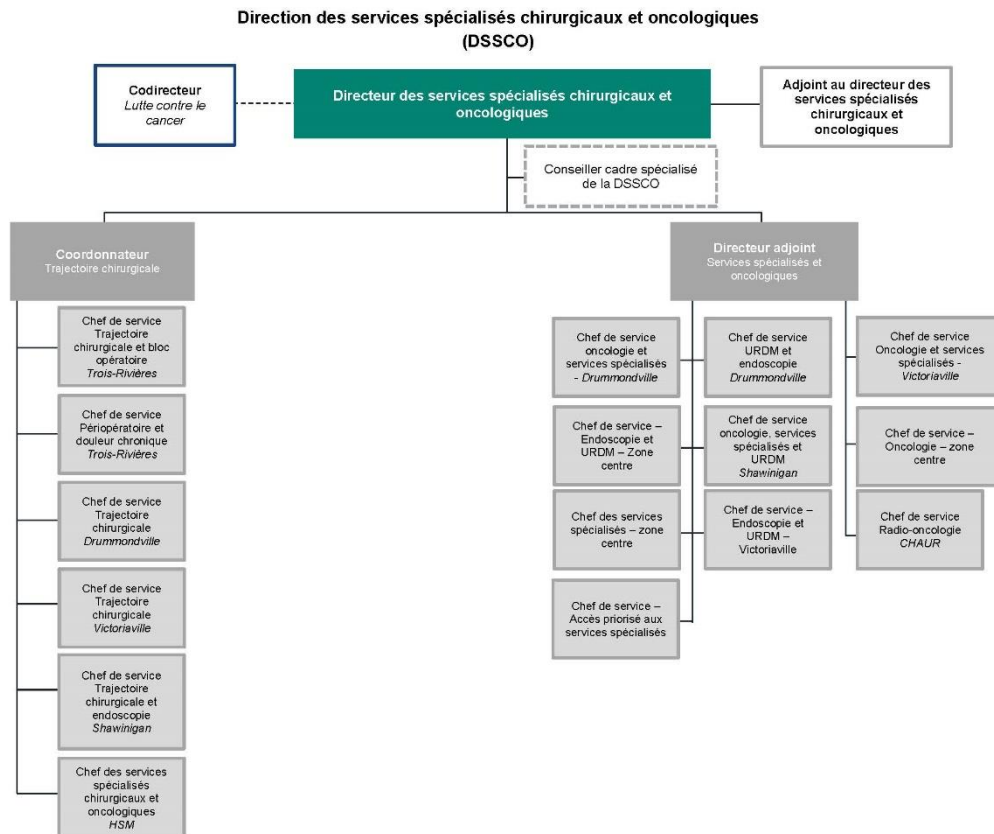 Direction des services spécialisés chirurgicaux et oncologiques
(DSSCO)
Codirecteur
Lutte contre le
cancer
Directeur des services spécialisés chirurgicaux et
oncologiques
Adjoint au directeur des
services spécialisés
chirurgicaux et
oncologiques
Conseiller cadre spécialisé
de la DSSCO
Coordonnateur
Trajectoire chirurgicale
Chef de service
Trajectoire
chirurgicale et bloc
opératoire
Trois-Rivières
Chef de service
Périopératoire et
douleur chronique
Trois-Rivières
Chef de service
Trajectoire
chirurgicale
Drummondville
Chef de service
Trajectoire
chirurgicale
Victoriaville
Chef de service
Trajectoire
chirurgicale et
endoscopie
Shawinigan
Chef des services
spécialisés
chirurgicaux et
oncologiques
HSM
Directeur adjoint
Services spécialisés et
oncologiques
Chef de service
oncologie et
services spécialisés
- Drummondville
Chef de service
URDM et
endoscopie
Drummondville
Chef de service
Oncologie et services
spécialisés -
Victoriaville
Chef de service –
Endoscopie et
URDM – Zone
centre
Chef de service
oncologie, services
spécialisés et
URDM
Shawinigan
Chef de service –
Oncologie – zone
centre
Chef des services
spécialisés – zone
centre
Chef de service –
Endoscopie et
URDM –
Victoriaville
Chef de service
Radio-oncologie
CHAUR
Chef de service –
Accès priorisé aux
services spécialisés